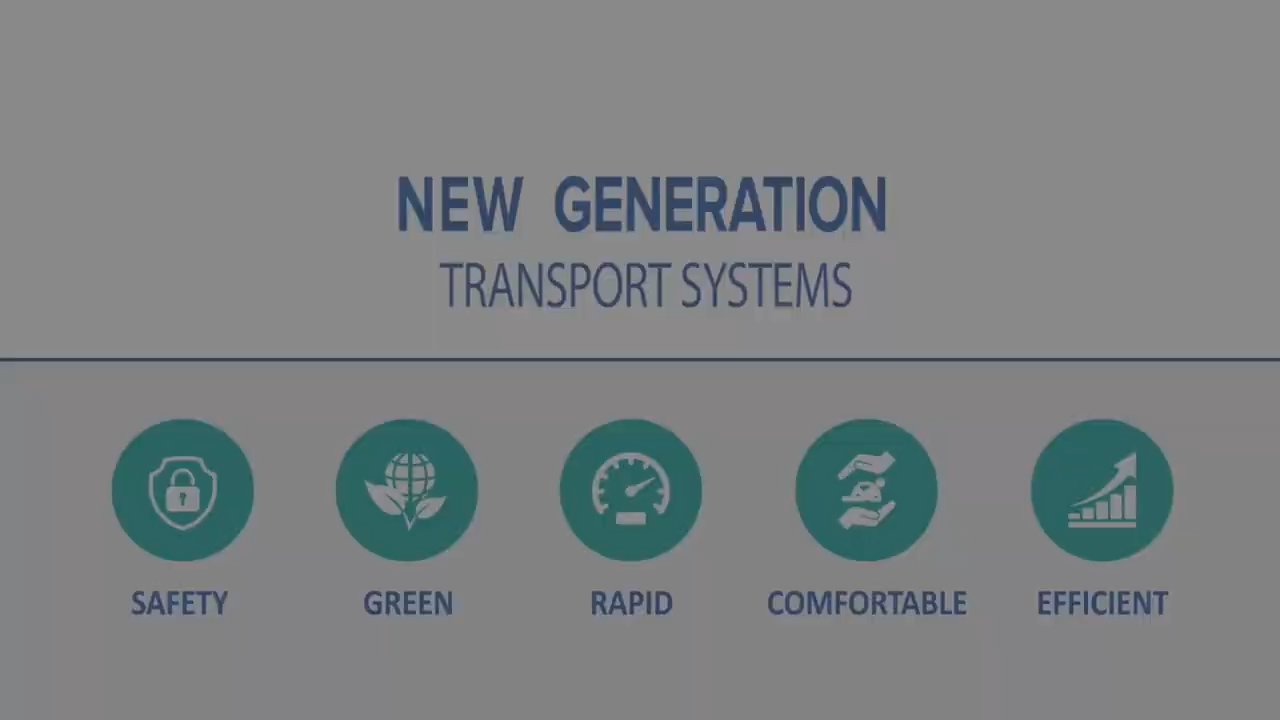 NEW GENERATION
TRANSPORT SYSTEMS
SAFETY GREEN RAPID COMFORTABLE EFFICIENT